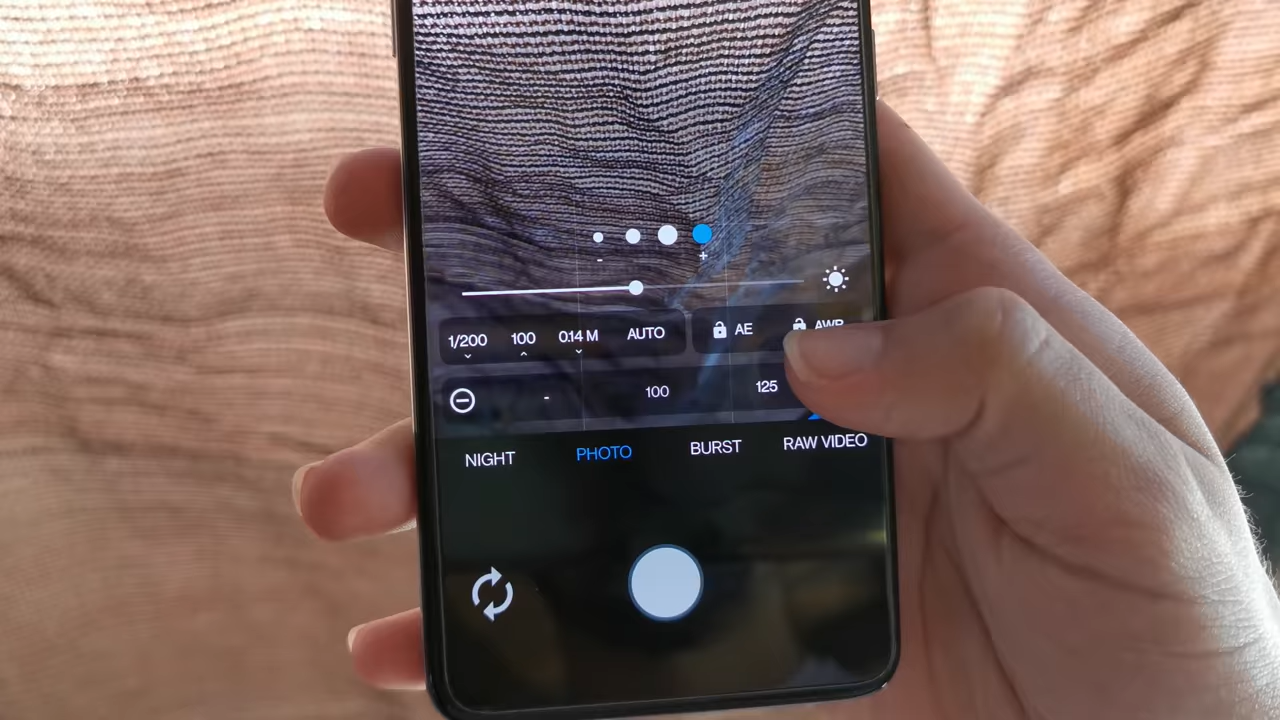 - +
1/200 100 0.14 M AUTO AE AWB
- 100 125
NIGHT PHOTO BURST RAW VIDEO